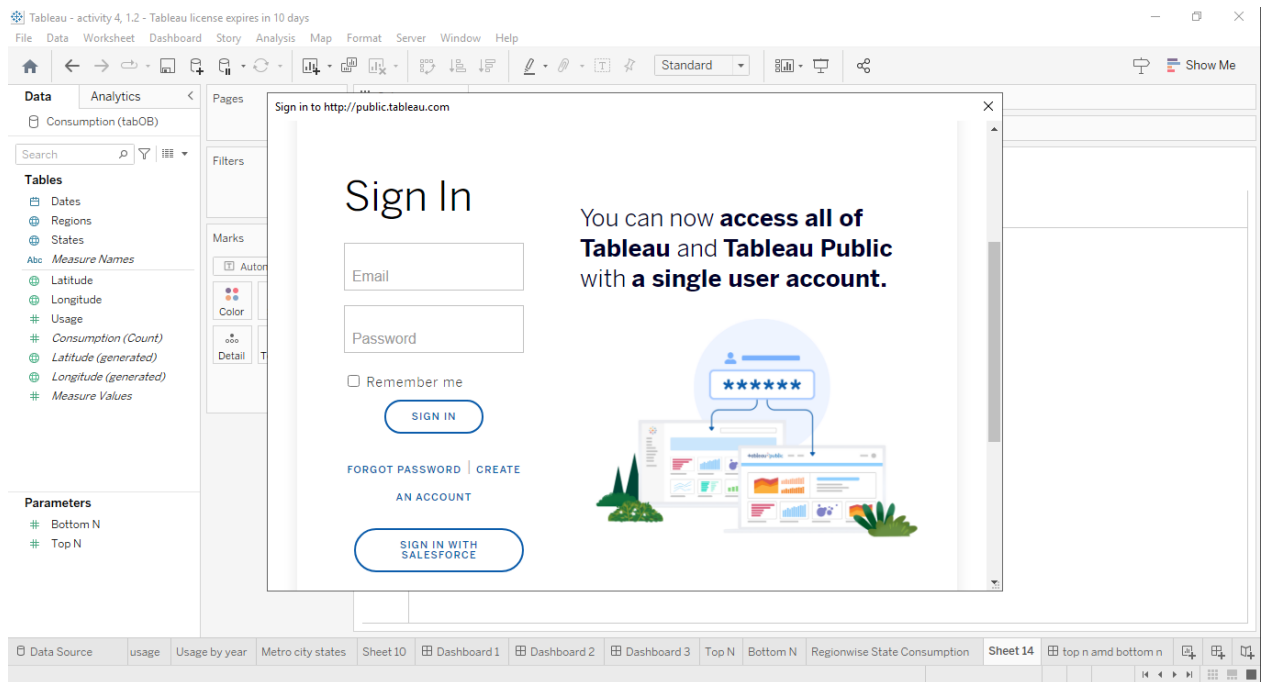 Tableau - activity 4, 1.2 - Tableau license expires in 10 days
File Data Worksheet Dashboard Story Analysis Map Format Server Window Help
Standard
Show Me
Data Analytics
Pages
Consumption (tabOB)
Search
Filters
Tables
Dates
Regions
States
Abc Measure Names
Latitude
Longitude
# Usage
# Consumption (Count)
Latitude (generated)
Longitude (generated)
# Measure Values
Marks
Color
Detail
Parameters
# Bottom N
# Top N
Sign in to http://public.tableau.com
Sign In
Email
Password
Remember me
SIGN IN
FORGOT PASSWORD CREATE
AN ACCOUNT
SIGN IN WITH
SALESFORCE
You can now access all of
Tableau and Tableau Public
with a single user account.
******
Data Source usage Usage by year Metro city states Sheet 10 Dashboard 1 Dashboard 2 Dashboard 3 Top N Bottom N Regionwise State Consumption Sheet 14 top n amd bottom n